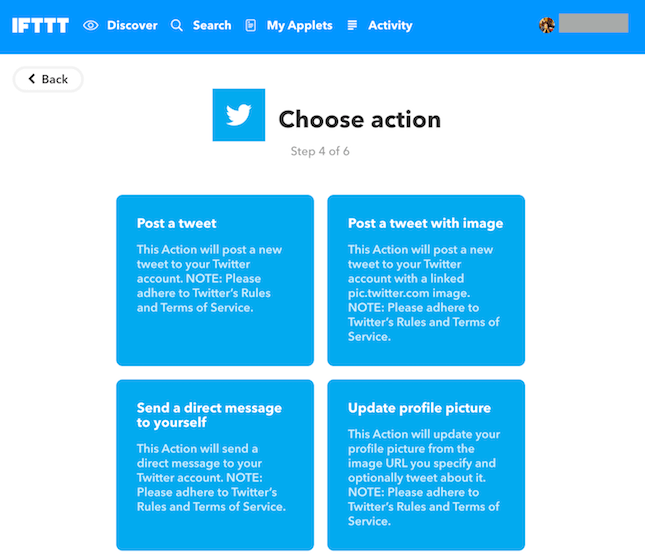 IFTTT Discover Search My Applets Activity
Back
Choose action
Step 4 of 6
Post a tweet
This Action will post a new
tweet to your Twitter
account. NOTE: Please
adhere to Twitter’s Rules
and Terms of Service.
Post a tweet with image
This Action will post a new
tweet to your Twitter
account with a linked
pic.twitter.com image.
NOTE: Please adhere to
Twitter’s Rules and Terms of
Service.
Send a direct message
to yourself
This Action will send a
direct message to your
Twitter account. NOTE:
Please adhere to Twitter’s
Rules and Terms of Service.
Update profile picture
This Action will update your
profile picture from the
image URL you specify and
optionally tweet about it.
NOTE: Please adhere to
Twitter’s Rules and Terms of
Service.